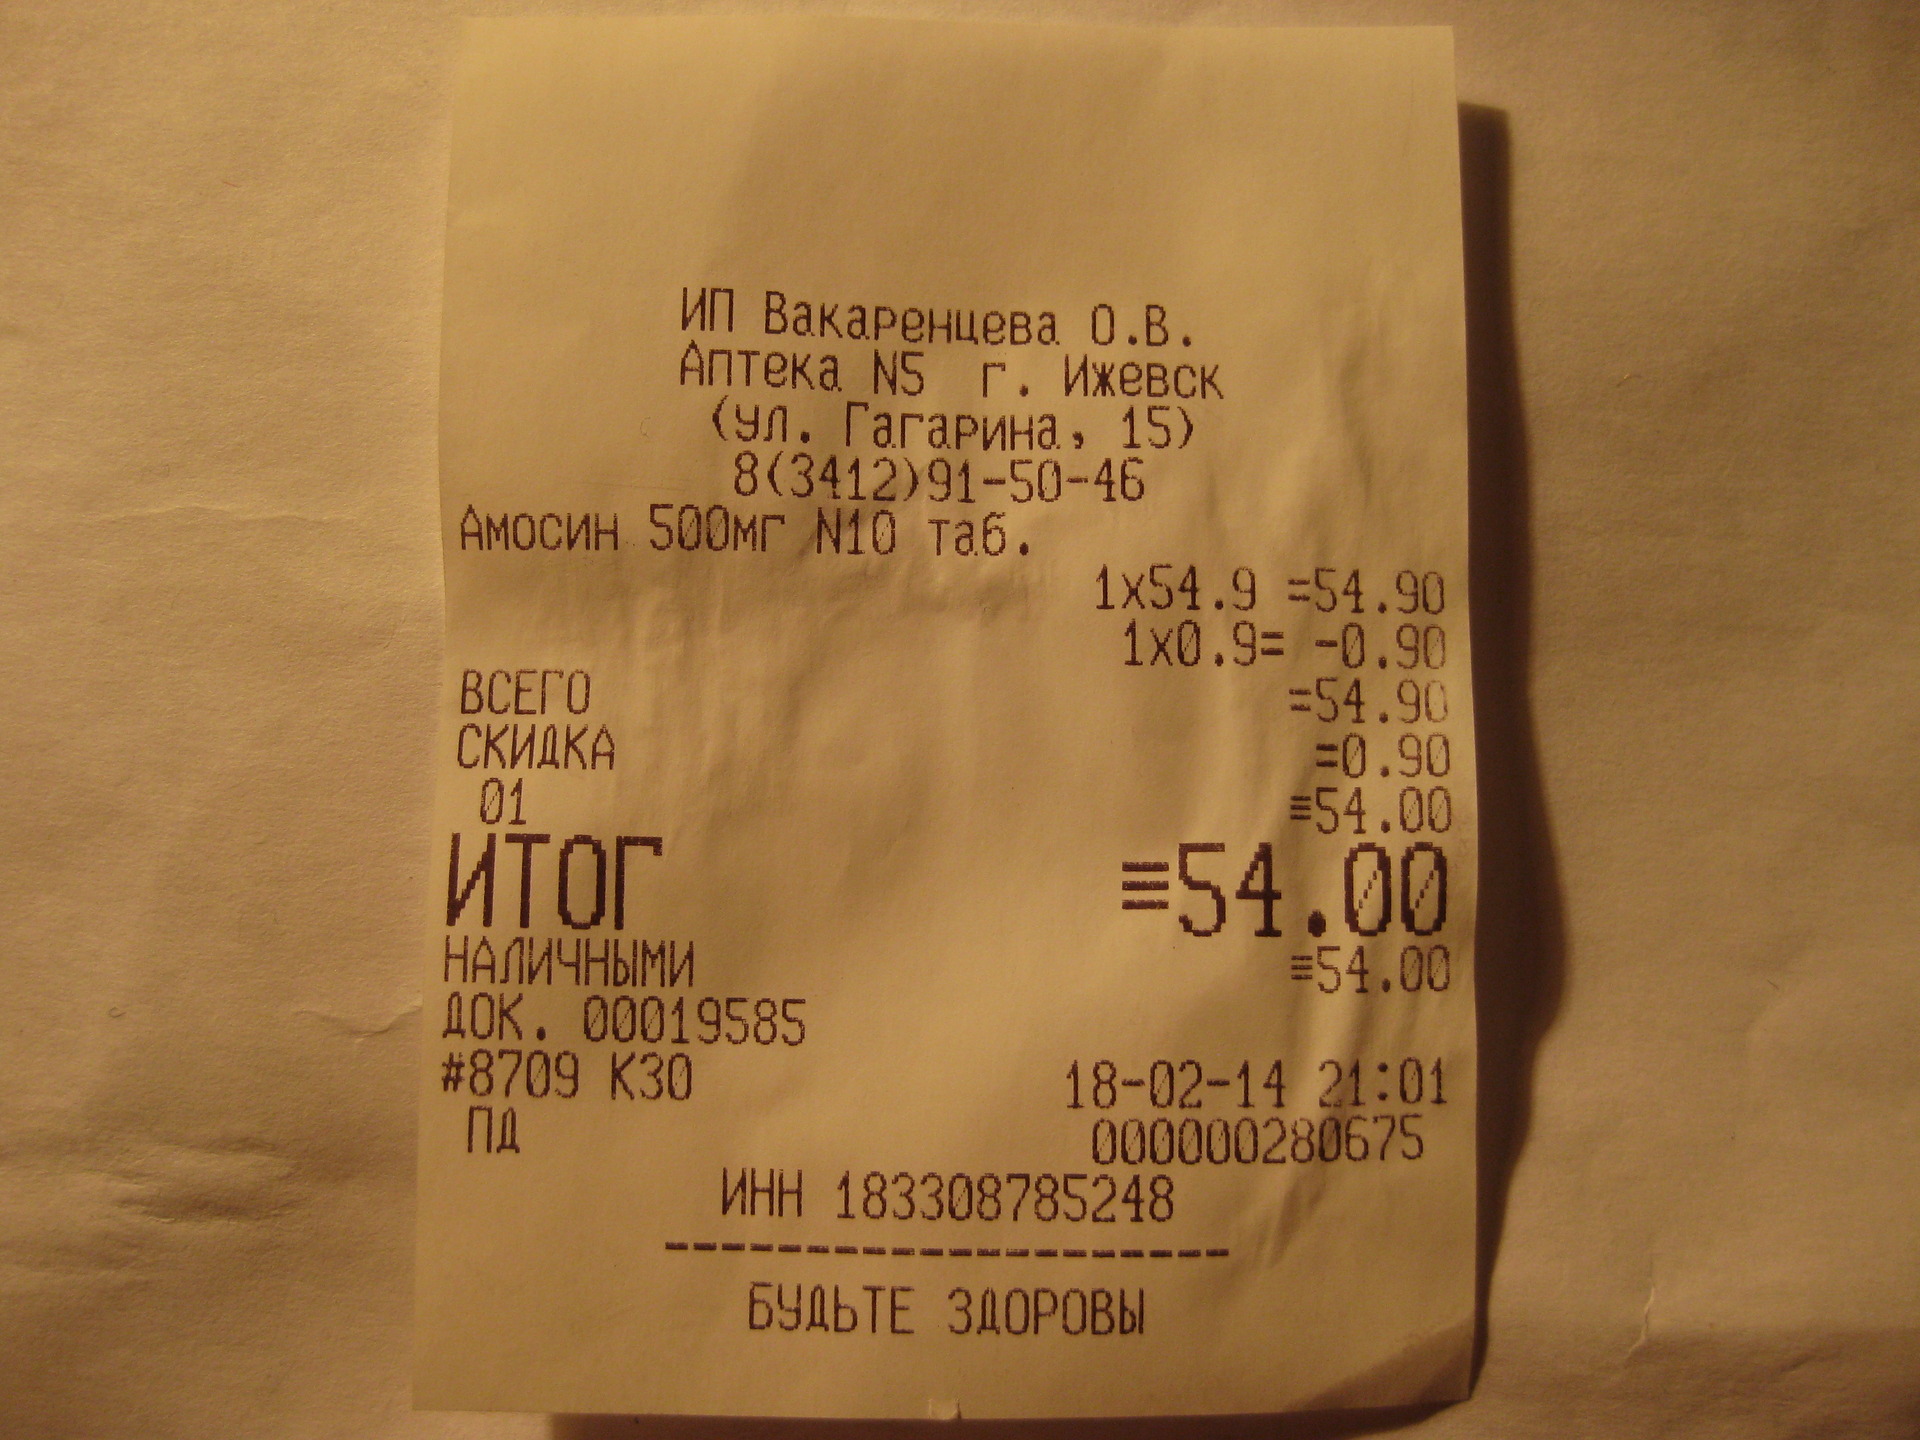 ИП Вакаренцева О.В.
Аптека N5 г. Ижевск
(ул. Гагарина, 15)
8(3412)91-50-46
Амосин 500мг N10 таб.
1x54.9 =54.90
1x0.9= -0.90
ВСЕГО =54.90
СКИДКА =0.90
01 ≡54.00
ИТОГ ≡54.00
НАЛИЧНЫМИ ≡54.00
ДОК. 00019585
#8709 К30 18-02-14 21:01
ПД 000000280675
ИНН 183308785248
--------------------
БУДЬТЕ ЗДОРОВЫ